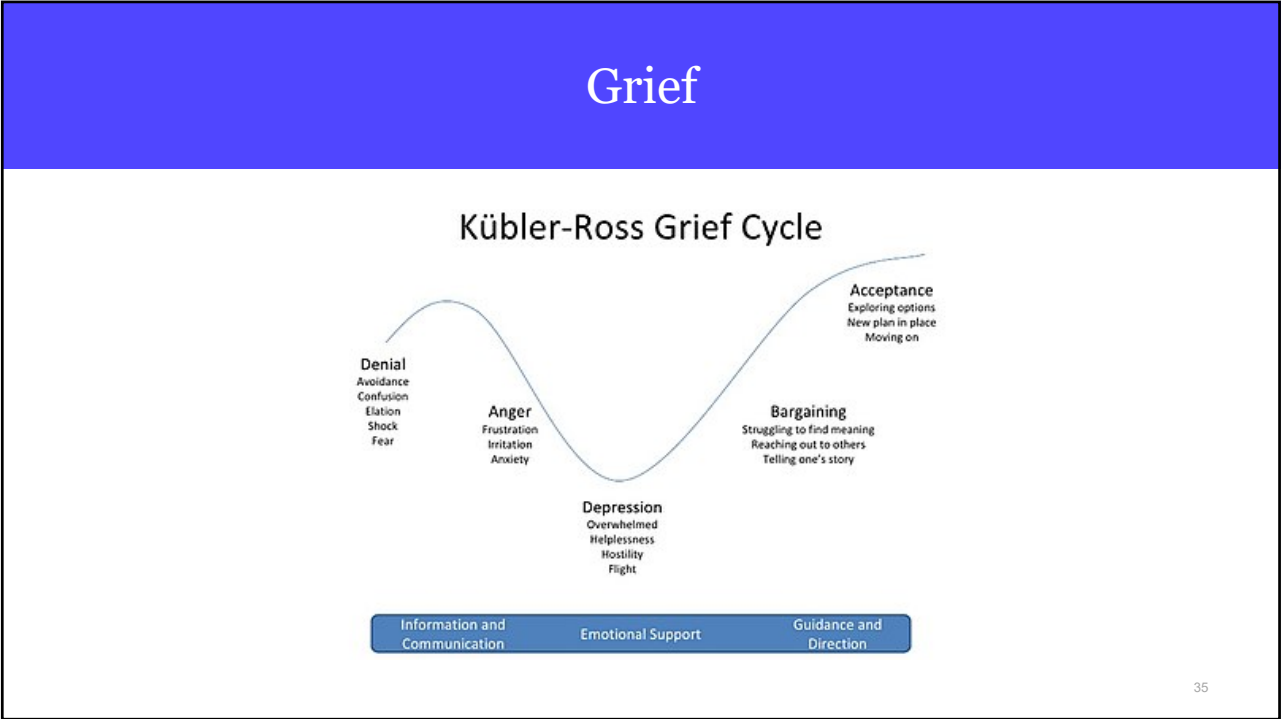 Grief
Kübler-Ross Grief Cycle
Denial
Avoidance
Confusion
Elation
Shock
Fear
Anger
Frustration
Irritation
Anxiety
Depression
Overwhelmed
Helplessness
Hostility
Flight
Bargaining
Struggling to find meaning
Reaching out to others
Telling one's story
Acceptance
Exploring options
New plan in place
Moving on
Information and
Communication
Emotional Support
Guidance and
Direction
35